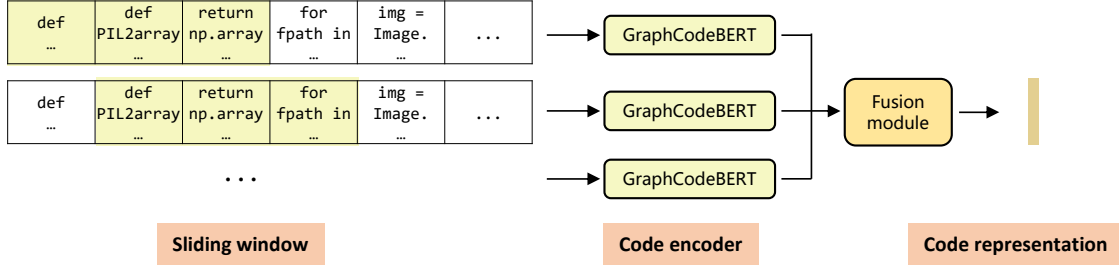 def
…
def
PIL2array
…
return
np.array
…
for
fpath in
…
img =
Image.
…
...
GraphCodeBERT
def
…
def
PIL2array
…
return
np.array
…
for
fpath in
…
img =
Image.
…
...
GraphCodeBERT
Fusion
module
...
GraphCodeBERT
Sliding window
Code encoder
Code representation